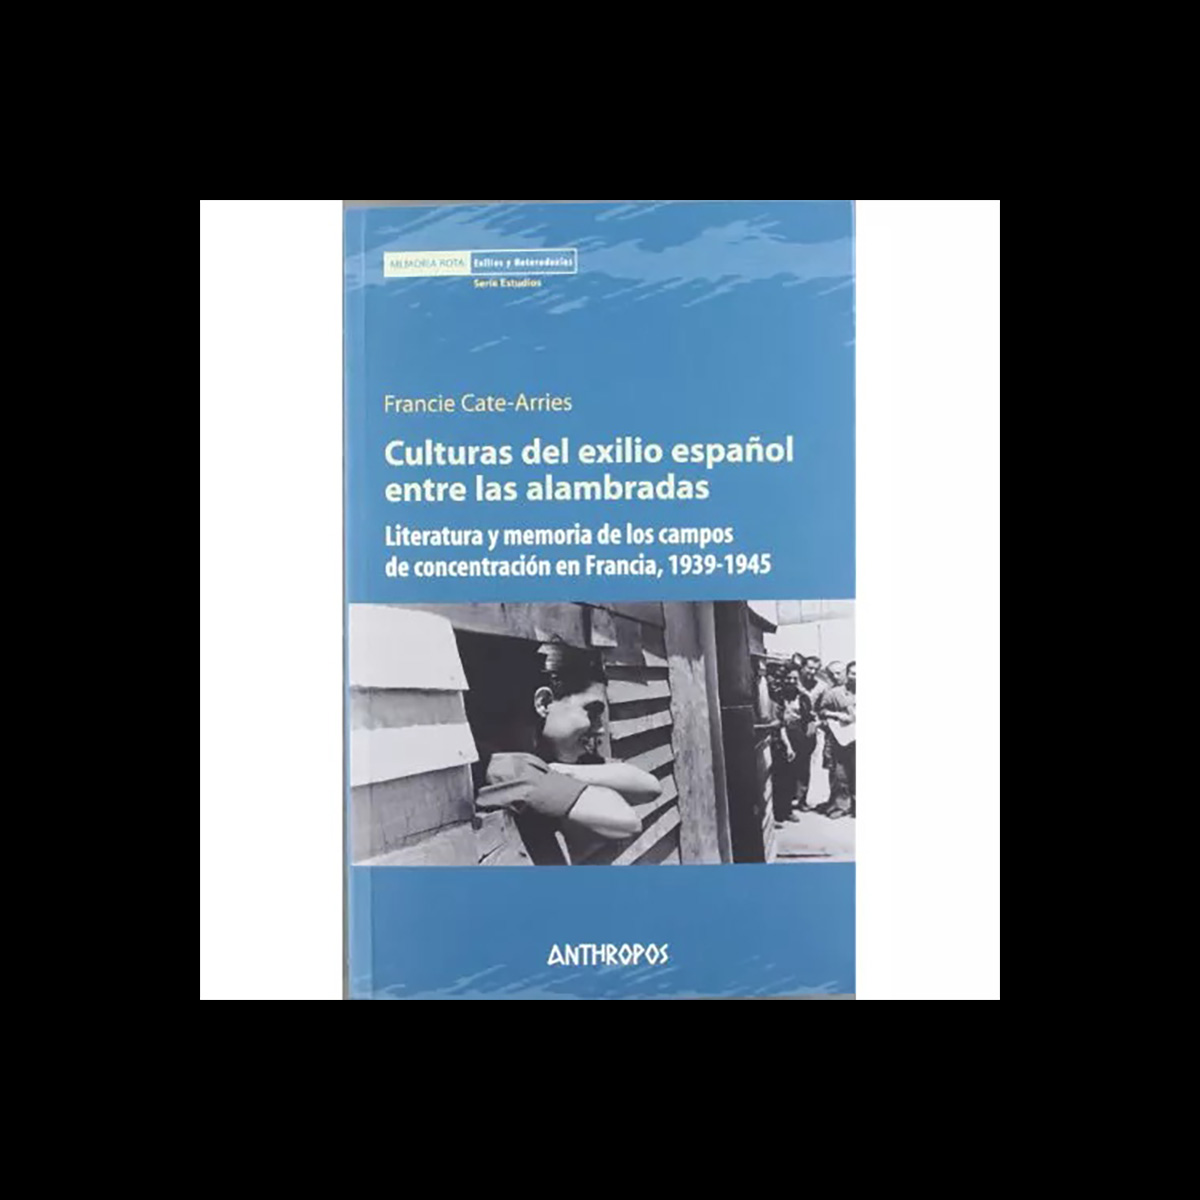 MEMORIA ROTA Exilios y Heterodoxias
Serie Estudios
Francie Cate-Arries
Culturas del exilio español
entre las alambradas
Literatura y memoria de los campos
de concentración en Francia, 1939-1945
ANTHROPOS